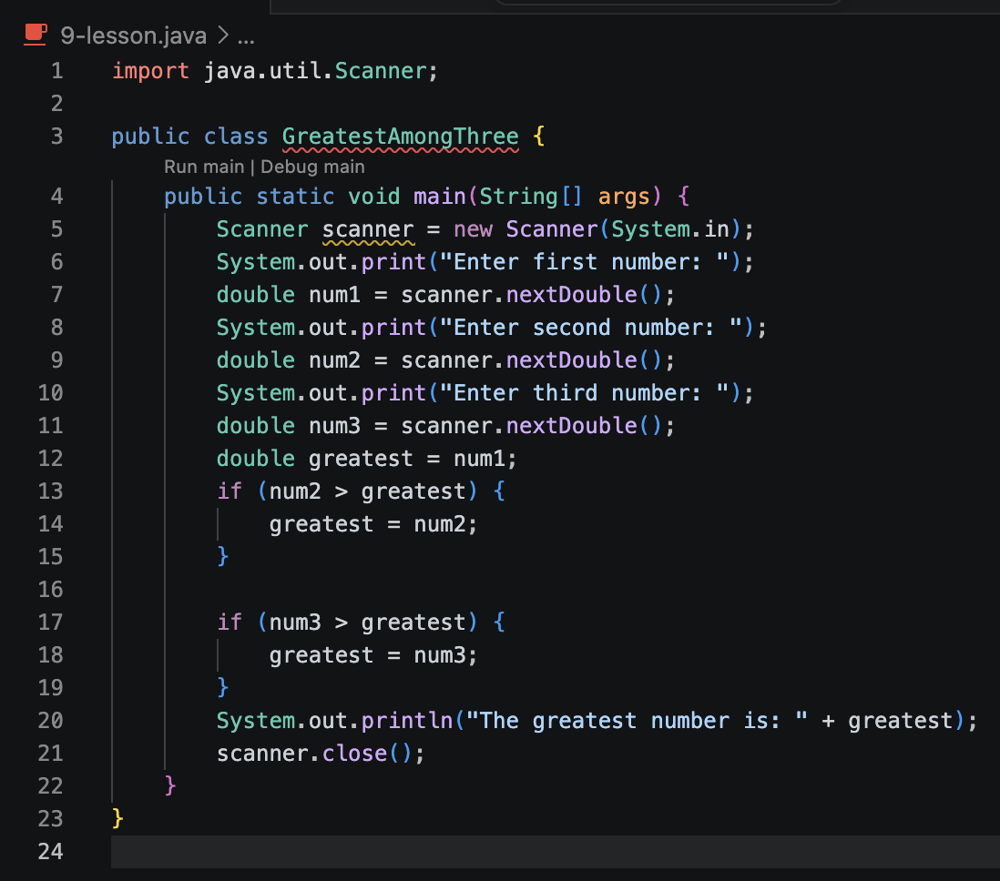 9-lesson.java > ...
1 import java.util.Scanner;
2
3 public class GreatestAmongThree {
Run main | Debug main
4     public static void main(String[] args) {
5         Scanner scanner = new Scanner(System.in);
6         System.out.print("Enter first number: ");
7         double num1 = scanner.nextDouble();
8         System.out.print("Enter second number: ");
9         double num2 = scanner.nextDouble();
10         System.out.print("Enter third number: ");
11         double num3 = scanner.nextDouble();
12         double greatest = num1;
13         if (num2 > greatest) {
14             greatest = num2;
15         }
16
17         if (num3 > greatest) {
18             greatest = num3;
19         }
20         System.out.println("The greatest number is: " + greatest);
21         scanner.close();
22     }
23 }
24